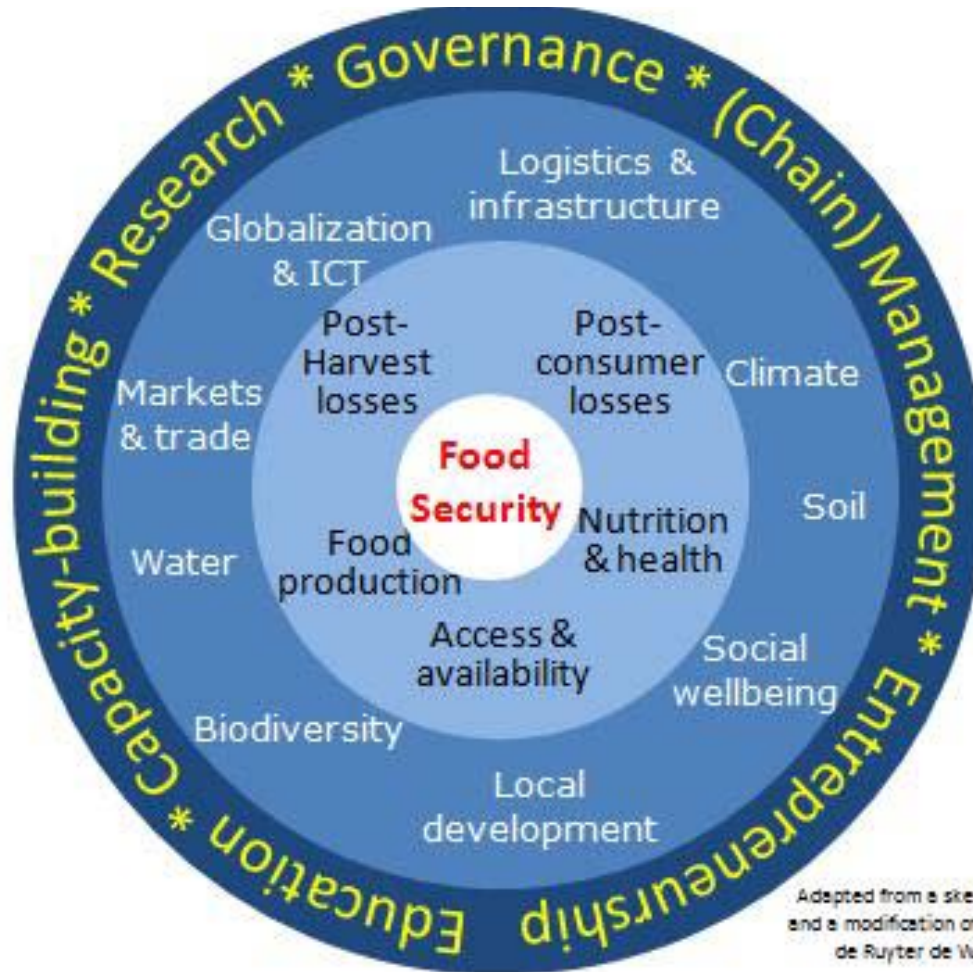 Research * Governance * (Chain) Management * Entrepreneurship Education * Capacity-building *
Logistics &
infrastructure
Globalization
& ICT
Post-
Harvest
losses
Post-
consumer
losses
Climate
Markets
& trade
Food
Security
Soil
Nutrition
& health
Food
production
Water
Access &
availability
Social
wellbeing
Biodiversity
Local
development
Adapted from a
and a modification
de Ruyter de